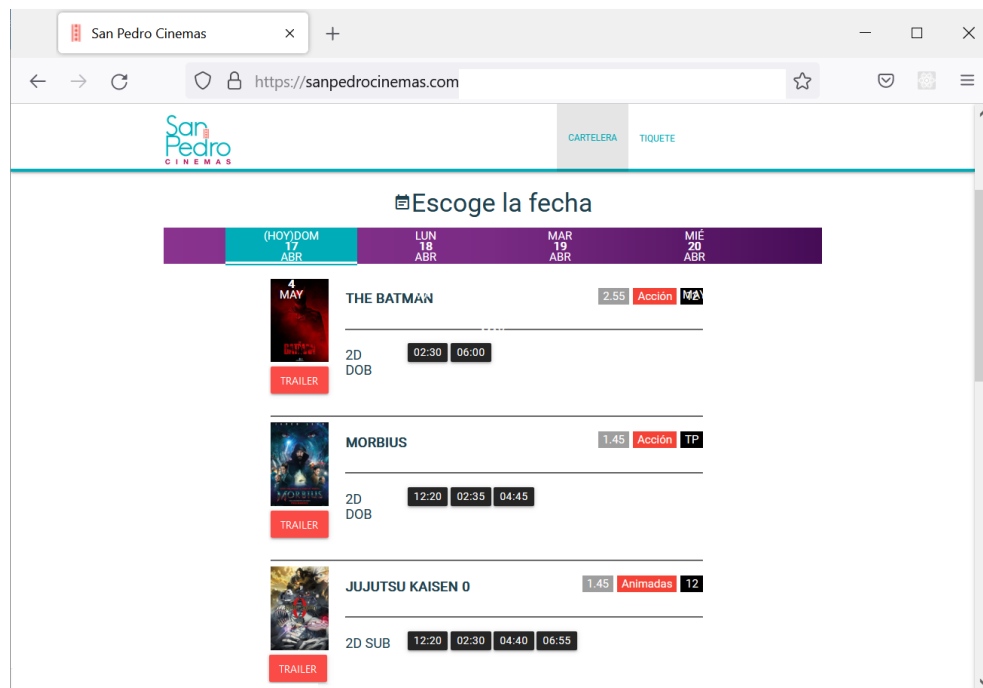 San Pedro Cinemas
https://sanpedrocinemas.com
San
Pedro
CINEMAS
CARTELERA TIQUETE
Escoge la fecha
(HOY)DOM LUN MAR MIÉ
17 18 19 20
ABR ABR ABR ABR
4
MAY
THE BATMAN 2.55 Acción
2D 02:30 06:00
DOB
TRAILER
MORBIUS 1.45 Acción TP
MORBIUS
2D 12:20 02:35 04:45
DOB
TRAILER
JUJUTSU KAISEN 0 1.45 Animadas 12
2D SUB 12:20 02:30 04:40 06:55
TRAILER